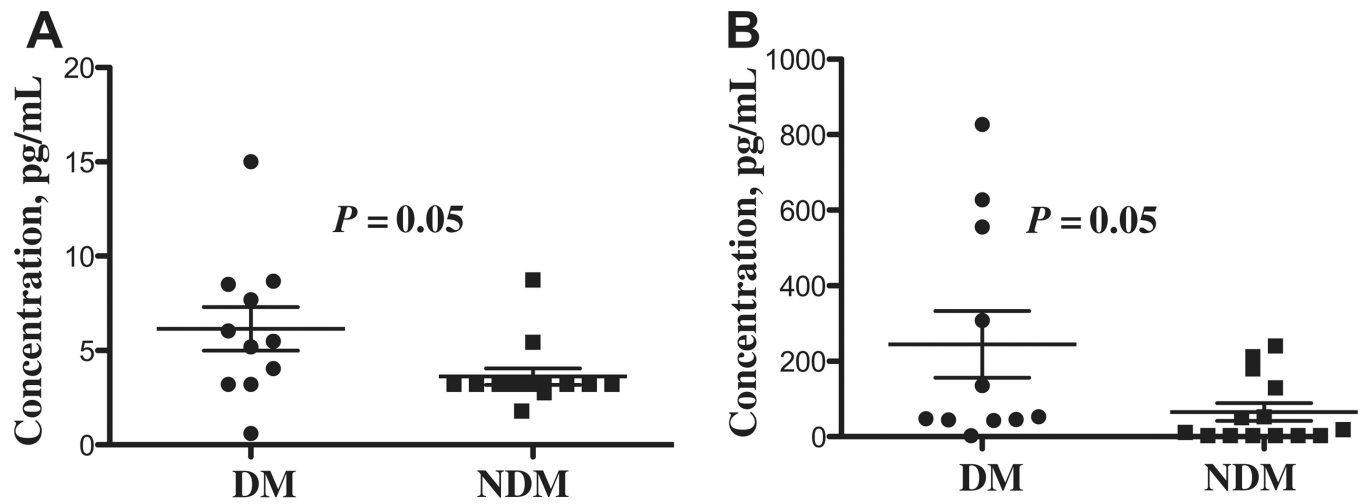 A
Concentration, pg/mL
20
15
10
5
0
P = 0.05
DM
NDM
B
Concentration, pg/mL
1000
800
600
400
200
0
P = 0.05
DM
NDM